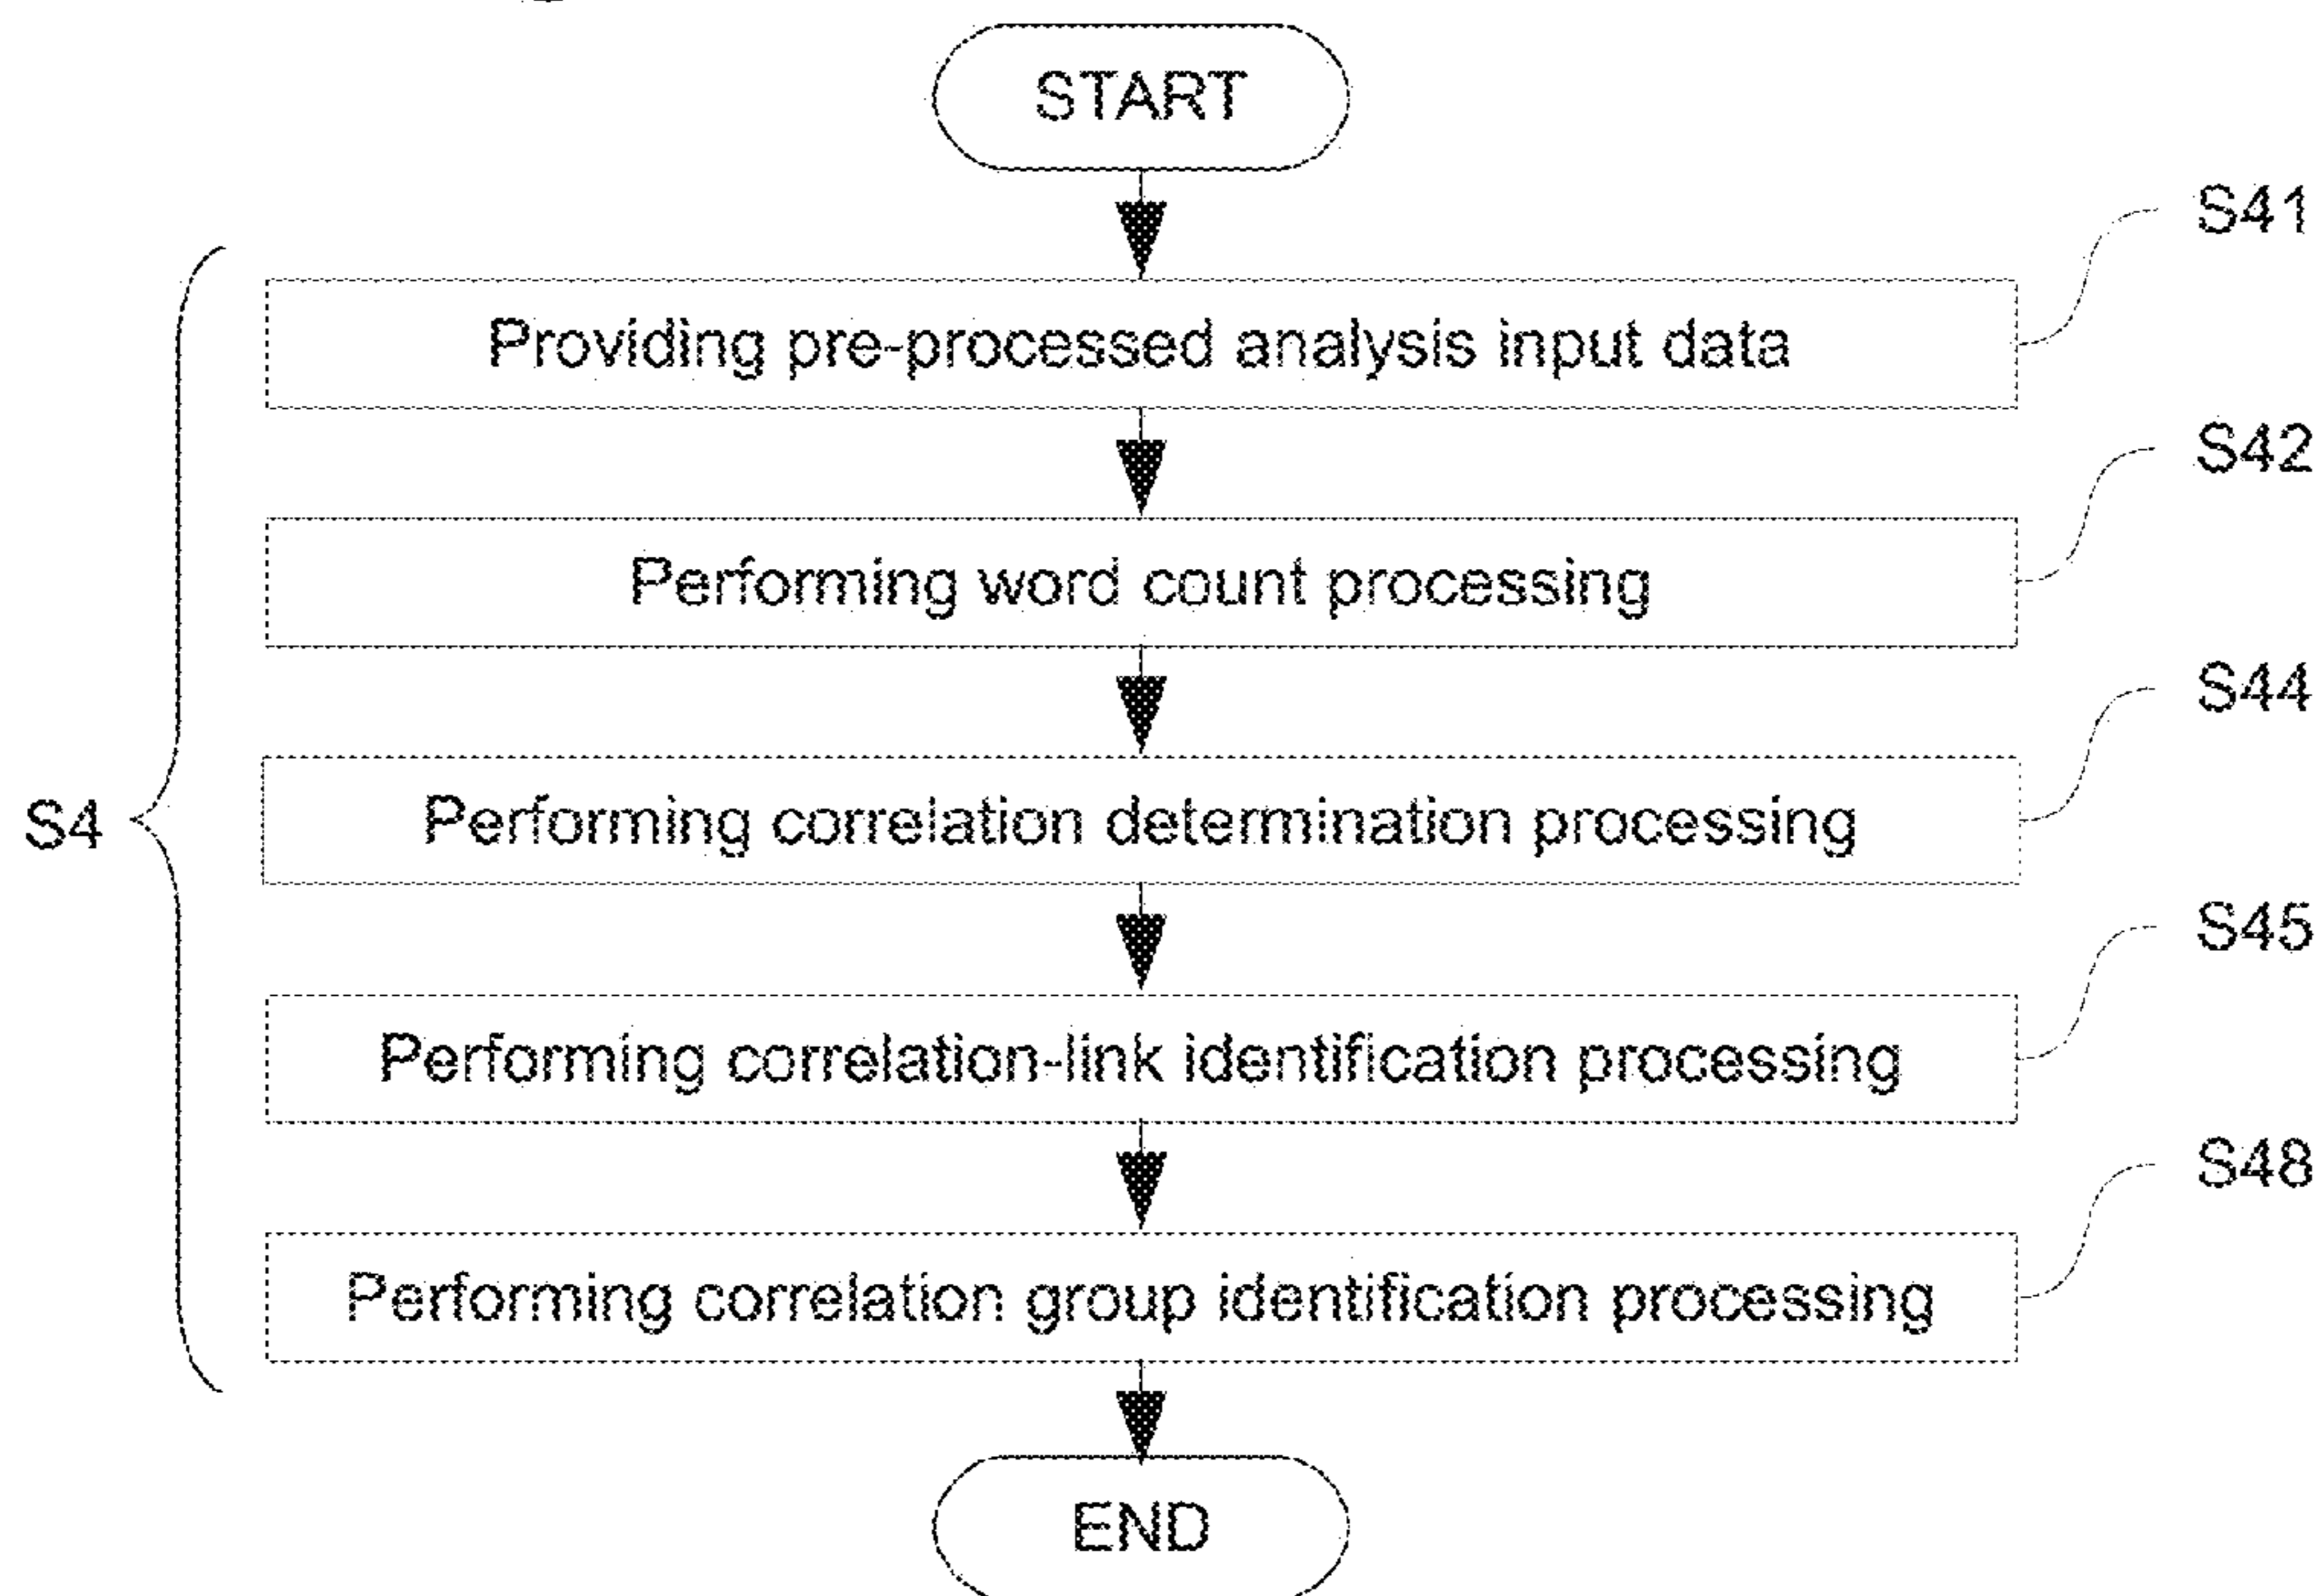 START
S41
Providing pre-processed analysis input data
S42
Performing word count processing
S44
S4
Performing correlation determination processing
S45
Performing correlation-link identification processing
S48
Performing correlation group identification processing
END